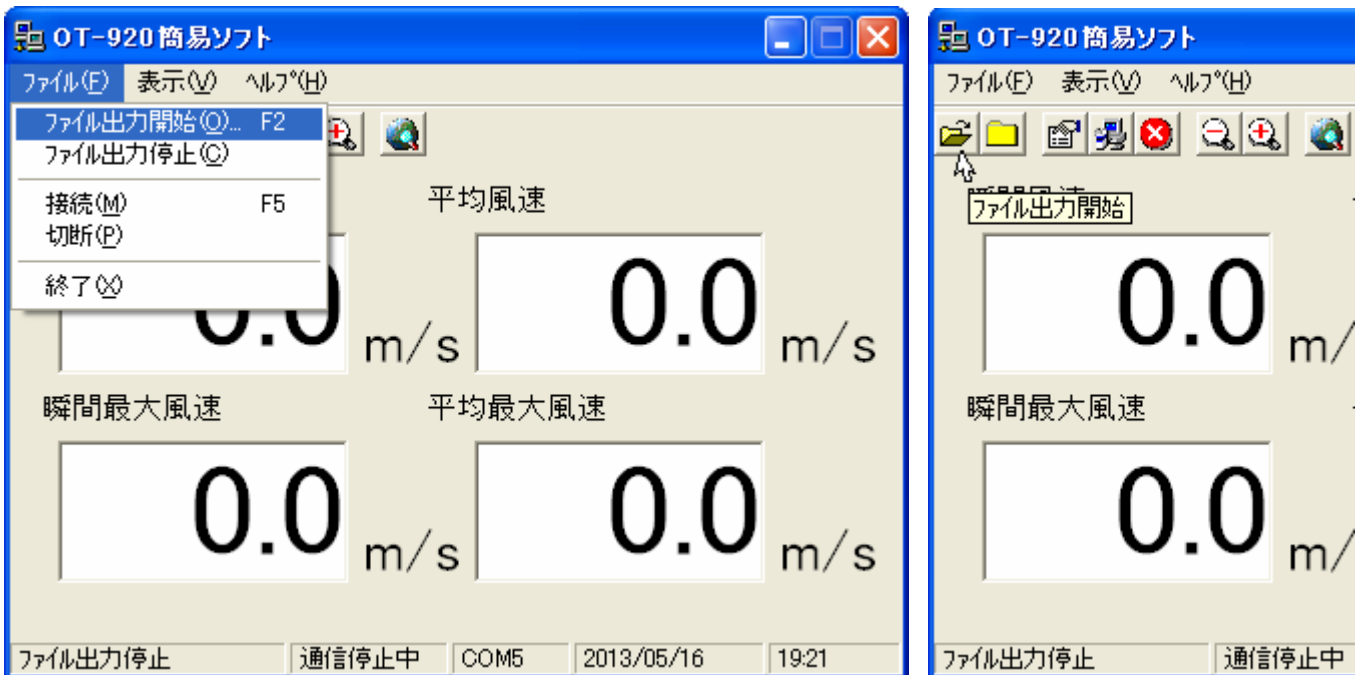 OT-920簡易ソフト
ファイル(F) 表示(V) ヘルプ(H)
ファイル出力開始(O)... F2
ファイル出力停止(C)
接続(M) F5
切断(P)
終了(X)
平均風速
0.0 m/s
0.0 m/s
瞬間最大風速
平均最大風速
0.0 m/s
0.0 m/s
ファイル出力停止 通信停止中 COM5 2013/05/16 19:21
OT-920簡易ソフト
ファイル(F) 表示(V) ヘルプ(H)
ファイル出力開始
0.0 m/
瞬間最大風速
0.0 m/
ファイル出力停止 通信停止中